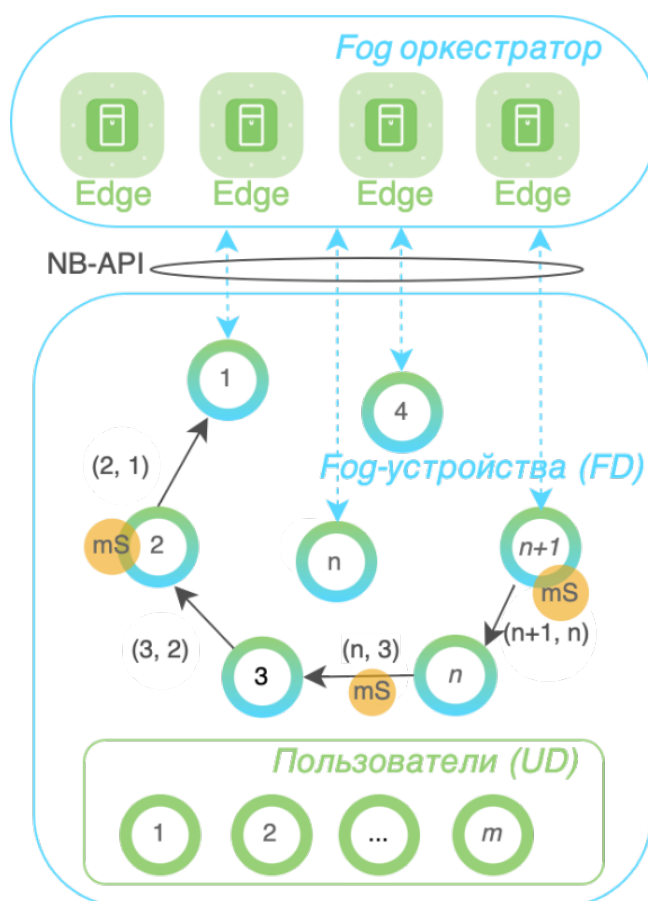 Fog оркестратор
Edge
Edge
Edge
Edge
NB-API
1
4
(2, 1)
Fog-устройства (FD)
mS
2
n
n+1
mS
(3, 2)
(n, 3)
(n+1, n)
3
mS
n
Пользователи (UD)
1
2
...
m